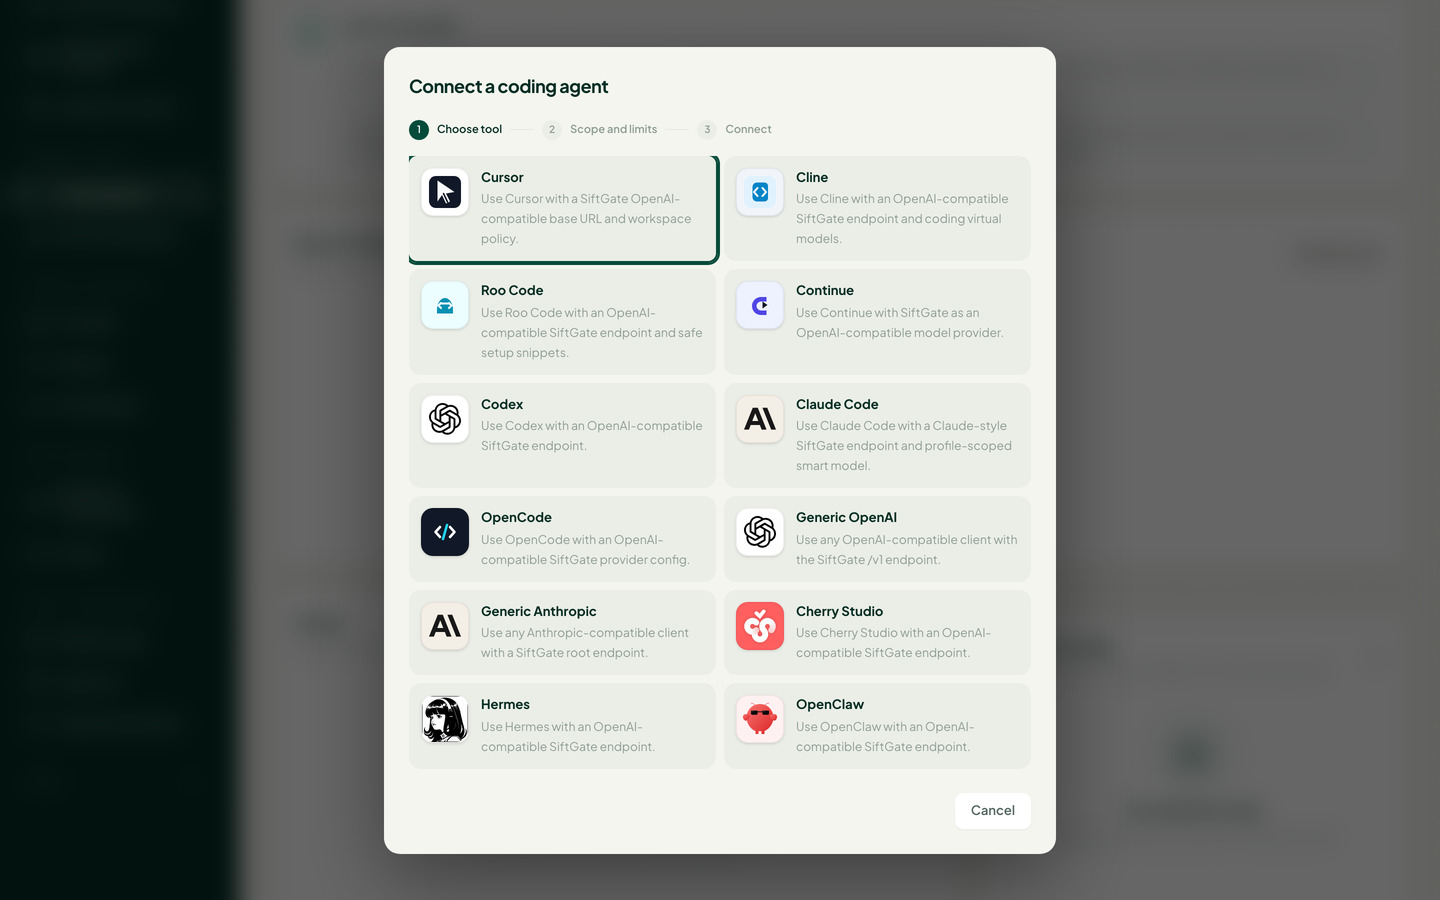 Connect a coding agent
1 Choose tool 2 Scope and limits 3 Connect
Cursor
Use Cursor with a SiftGate OpenAI-
compatible base URL and workspace
policy.
Cline
Use Cline with an OpenAI-compatible
SiftGate endpoint and coding virtual
models.
Roo Code
Use Roo Code with an OpenAI-
compatible SiftGate endpoint and safe
setup snippets.
Continue
Use Continue with SiftGate as an
OpenAI-compatible model provider.
Codex
Use Codex with an OpenAI-compatible
SiftGate endpoint.
Claude Code
Use Claude Code with a Claude-style
SiftGate endpoint and profile-scoped
smart model.
OpenCode
Use OpenCode with an OpenAI-
compatible SiftGate provider config.
Generic OpenAI
Use any OpenAI-compatible client with
the SiftGate /v1 endpoint.
Generic Anthropic
Use any Anthropic-compatible client
with a SiftGate root endpoint.
Cherry Studio
Use Cherry Studio with an OpenAI-
compatible SiftGate endpoint.
Hermes
Use Hermes with an OpenAI-
compatible SiftGate endpoint.
OpenClaw
Use OpenClaw with an OpenAI-
compatible SiftGate endpoint.
Cancel